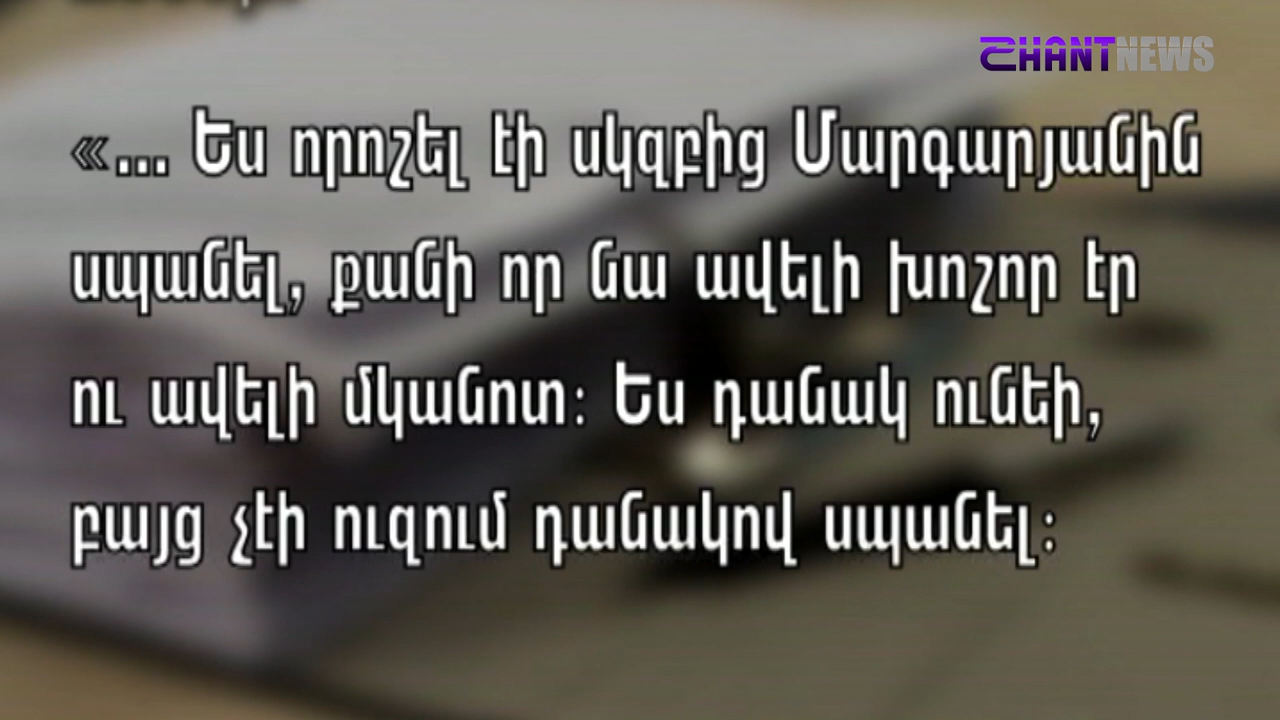 SHANTNEWS
«... Ես որոշել էի սկզբից Մարգարյանին
սպանել, քանի որ նա ավելի խոշոր էր
ու ավելի մկանոտ։ Ես դանակ ունեի,
բայց չէի ուզում դանակով սպանել։